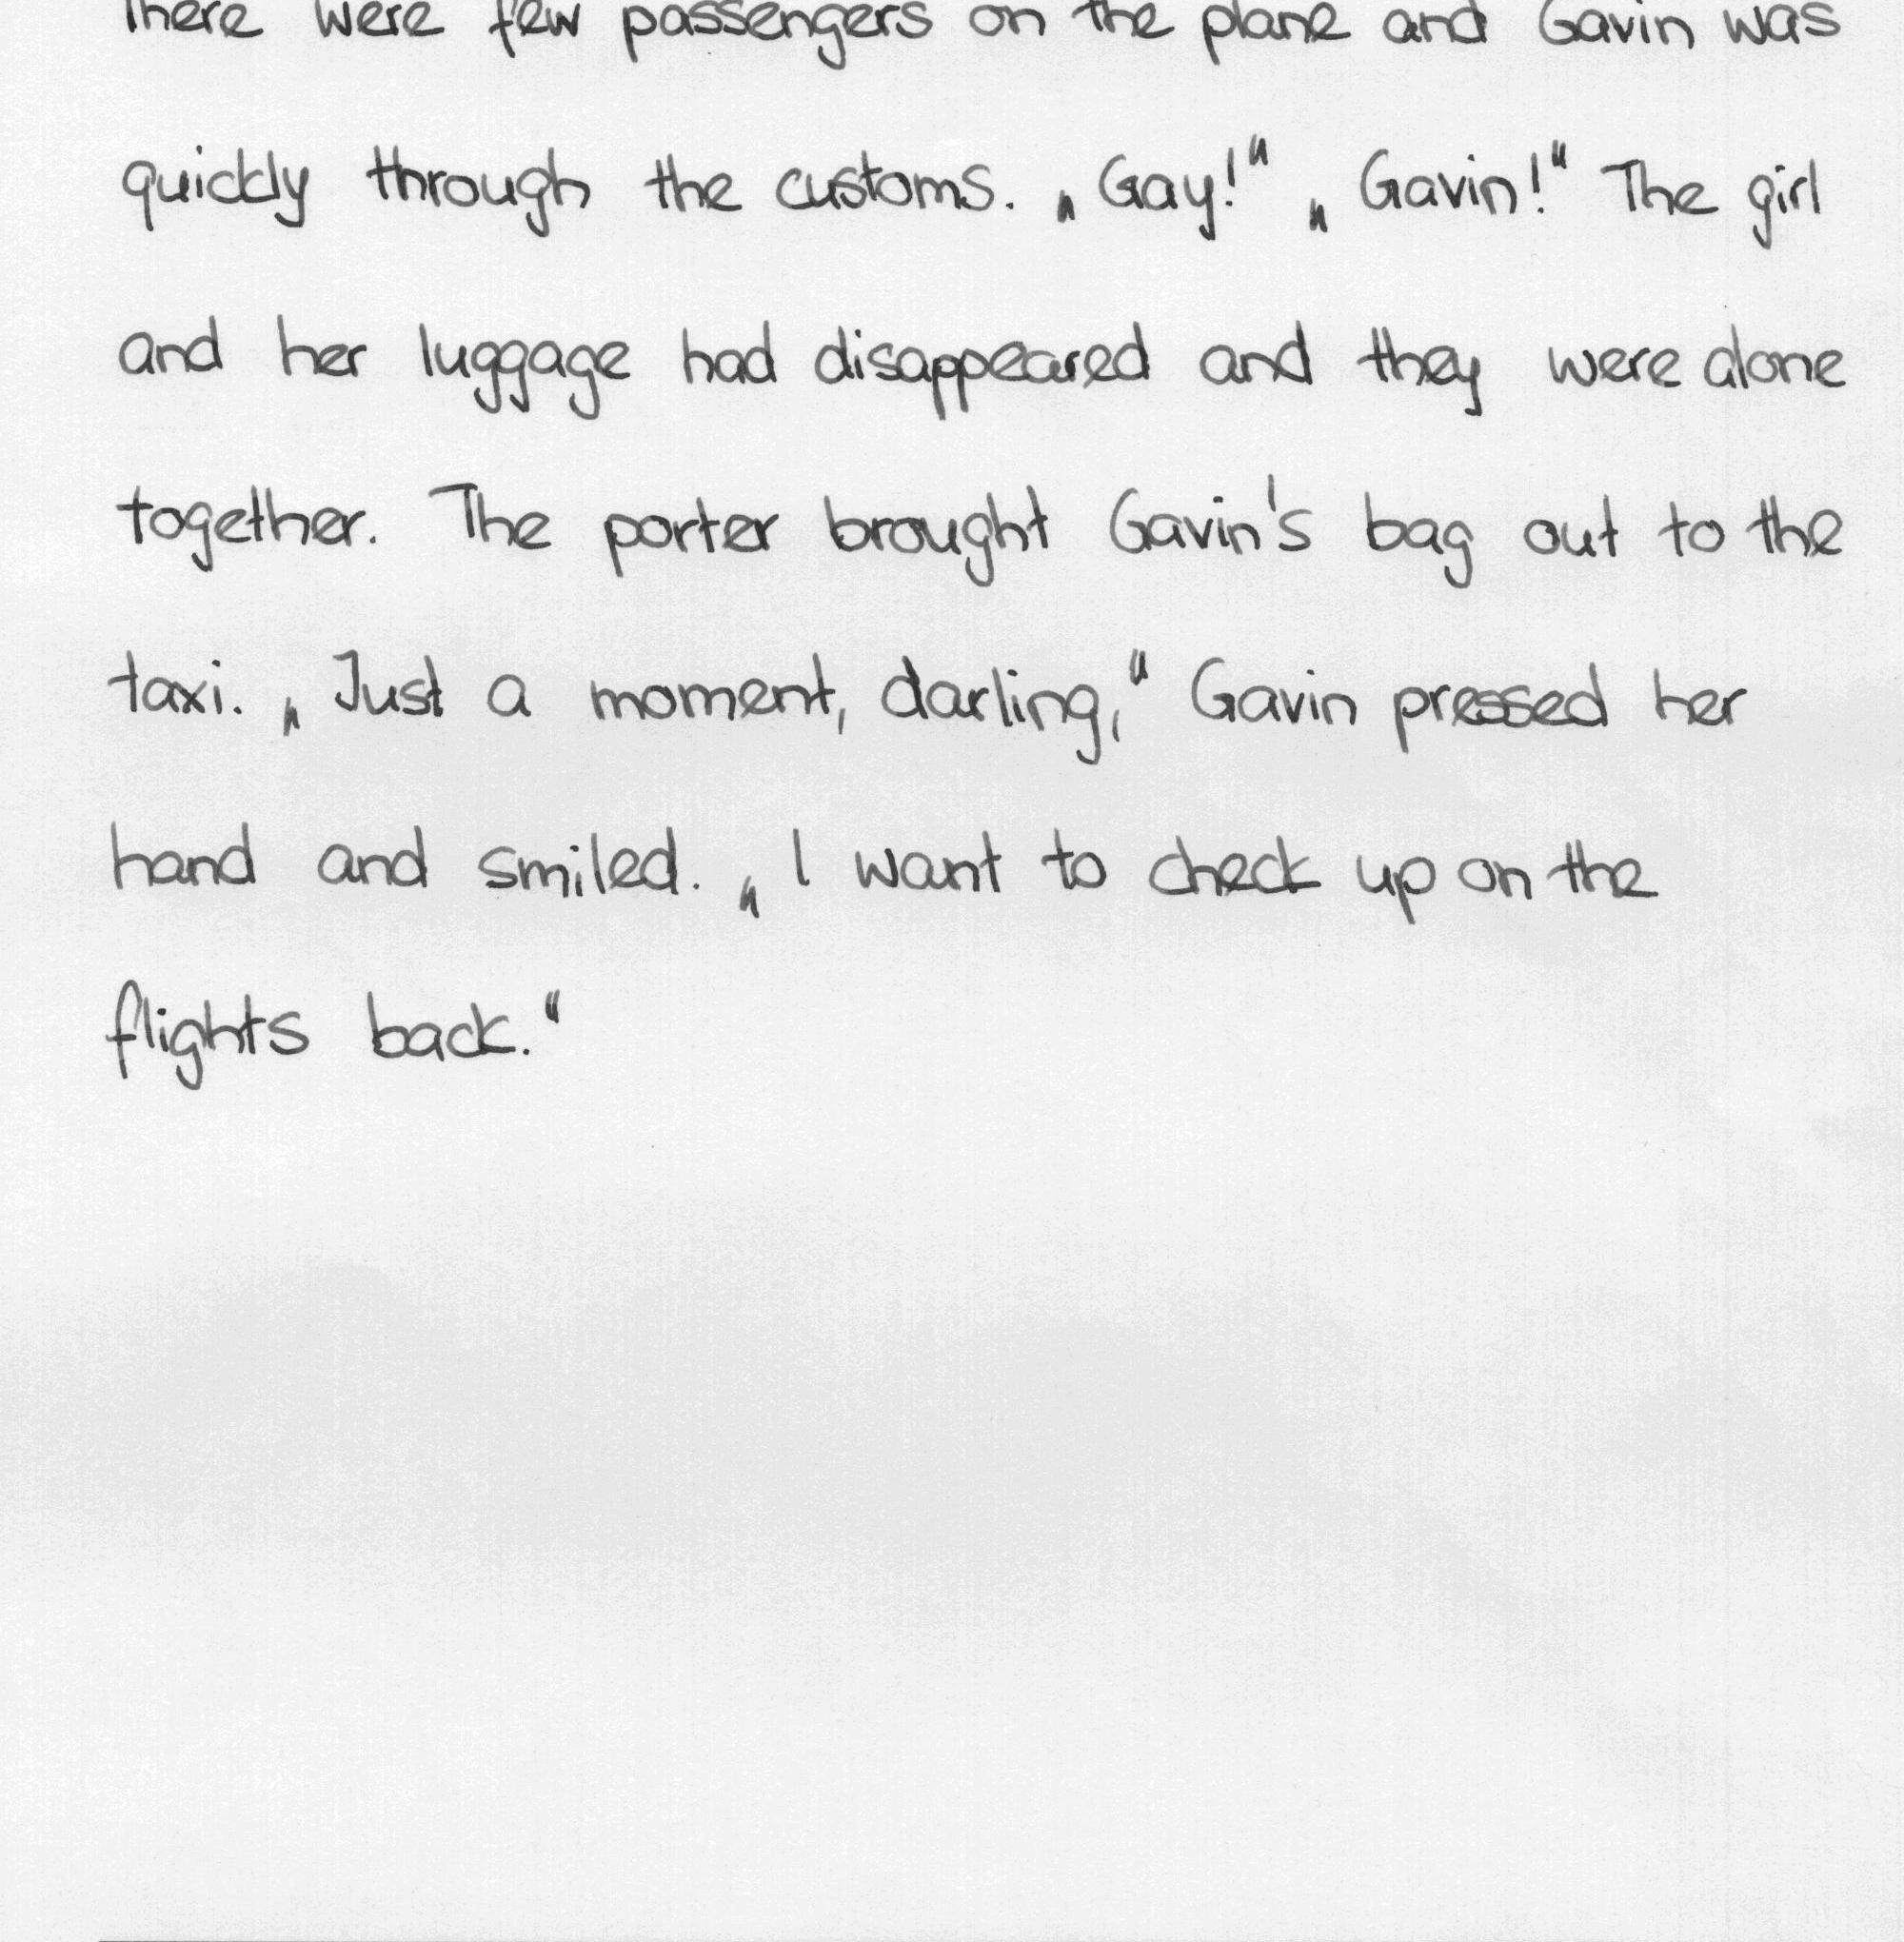 There were few passengers on the plane and Gavin was
quickly through the customs. „Gay!“ „Gavin!“ The girl
and her luggage had disappeared and they were alone
together. The porter brought Gavin's bag out to the
taxi. „Just a moment, darling,“ Gavin pressed her
hand and smiled. „I want to check up on the
flights back.“